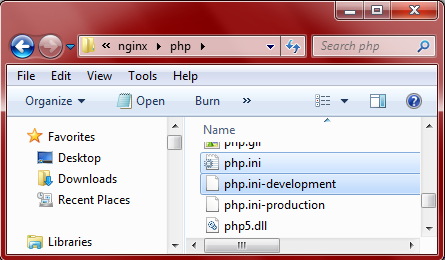 « nginx ▸ php ▸
Search php
File Edit View Tools Help
Organize ▾ Open Burn »
Name
Favorites
Desktop
Downloads
Recent Places
Libraries
php.gif
php.ini
php.ini-development
php.ini-production
php5.dll